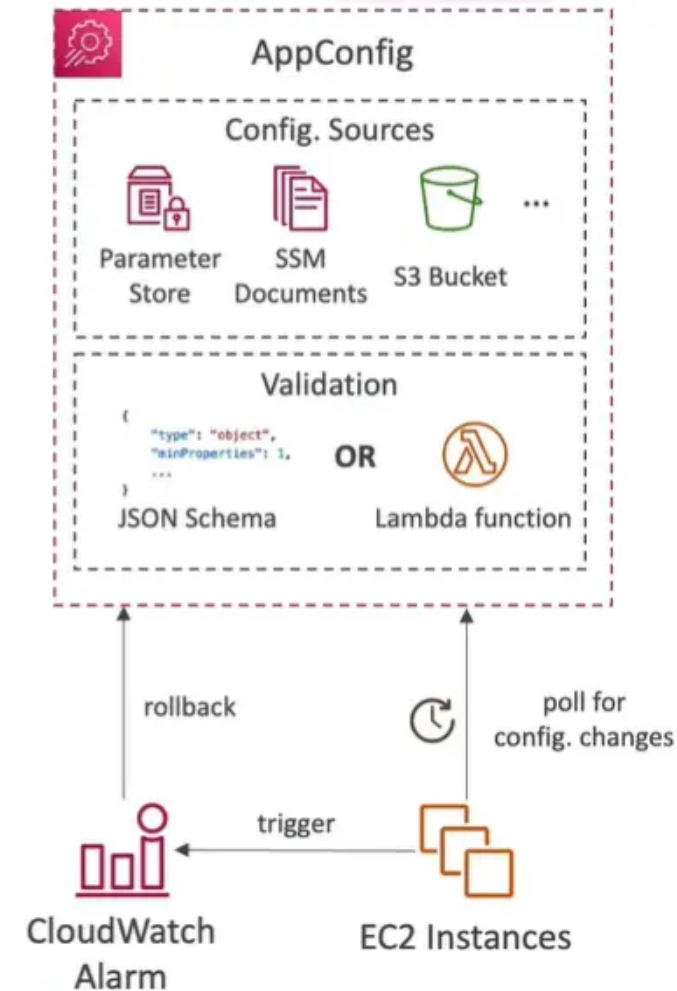 AppConfig
Config. Sources
Parameter
Store
SSM
Documents
S3 Bucket
...
Validation
{
"type": "object",
"minProperties": 1,
...
}
OR
JSON Schema
Lambda function
rollback
poll for
config. changes
trigger
CloudWatch
Alarm
EC2 Instances